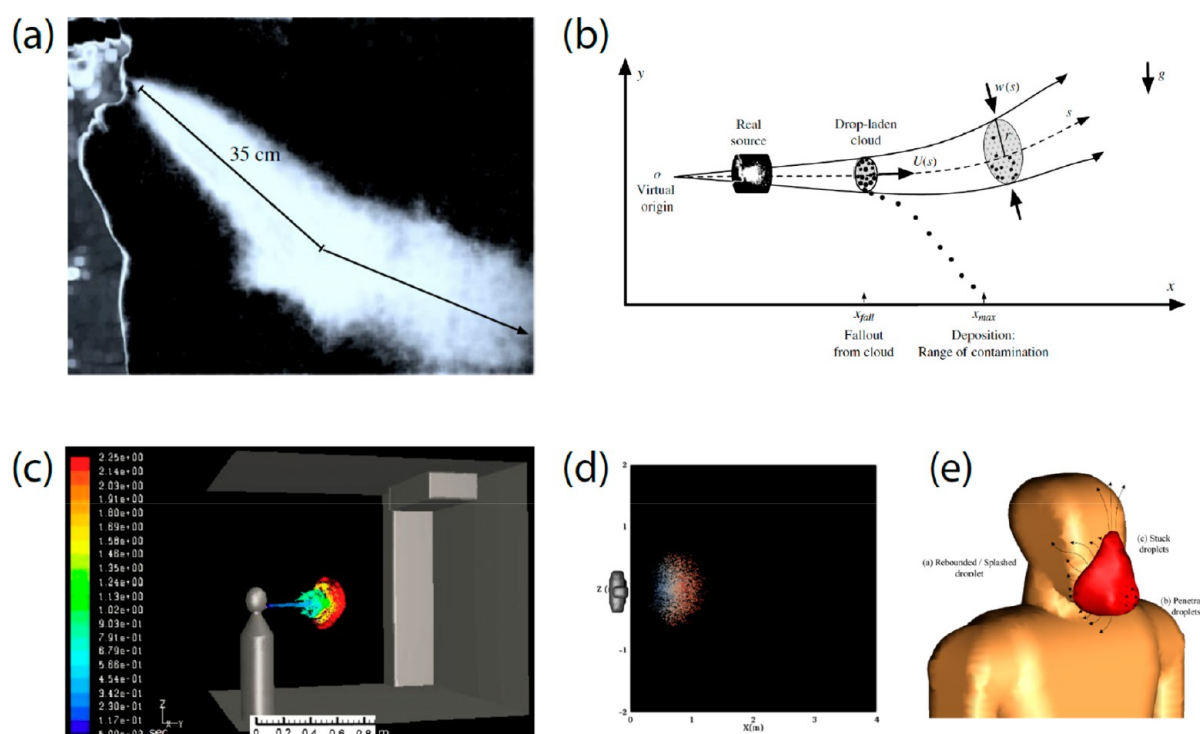 (a)
35 cm
(b)
y
g
w(s)
s
r
Real
source
Drop-laden
cloud
U(s)
o
Virtual
origin
x
x_fall
x_max
Fallout
from cloud
Deposition:
Range of contamination
(c)
2.25e+00
2.14e+00
2.03e+00
1.91e+00
1.80e+00
1.69e+00
1.58e+00
1.46e+00
1.35e+00
1.24e+00
1.13e+00
1.02e+00
9.03e-01
7.91e-01
6.79e-01
5.66e-01
4.54e-01
3.42e-01
2.30e-01
1.17e-01
sec
Z
X Y
0 0.2 0.4 0.6 0.8 m
(d)
2
1
Z
-1
-2
0 1 2 3 4
X(m)
(e)
(c) Stuck
droplets
(a) Rebounded / Splashed
droplet
(b) Penetra
droplets